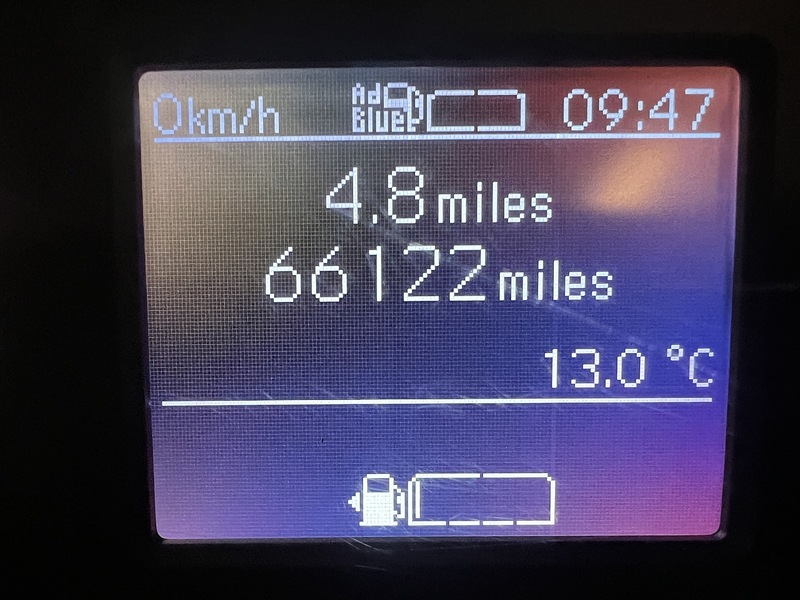 0km/h Ad Blue 09:47
4.8 miles
66122 miles
13.0 °C